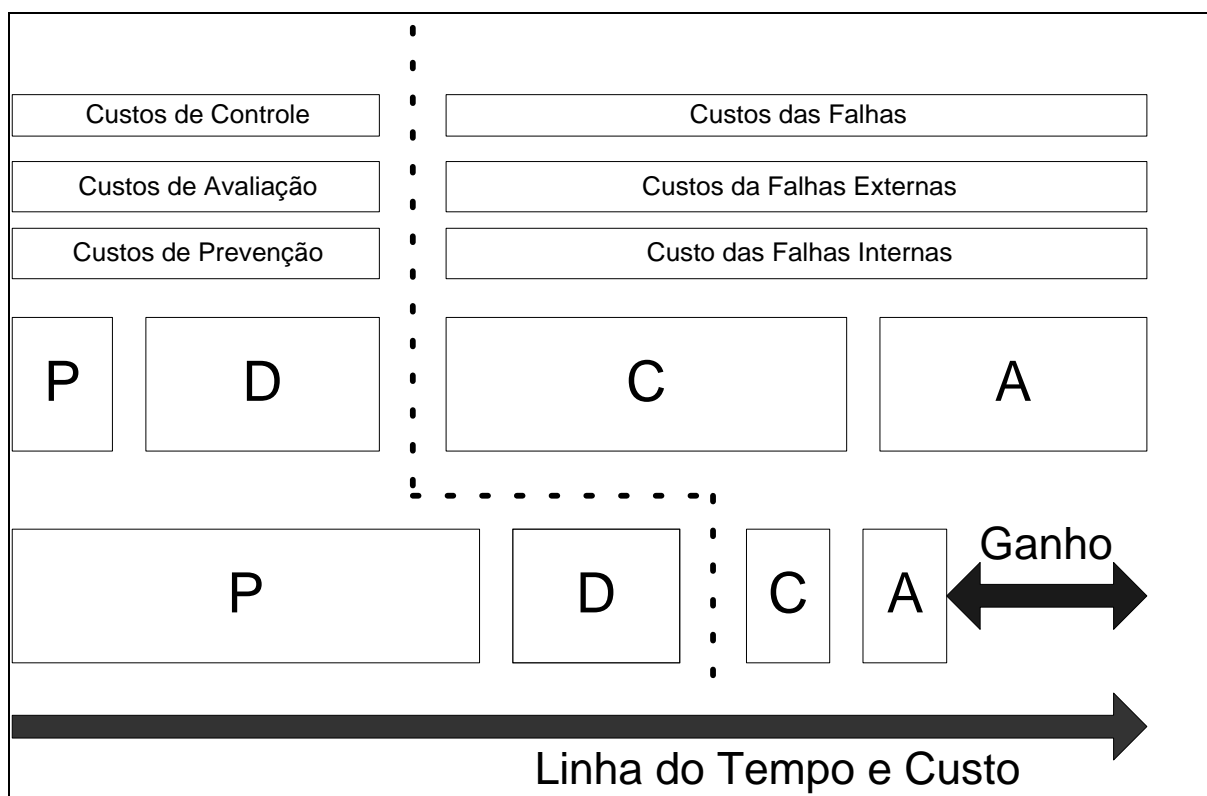 Custos de Controle
Custos das Falhas
Custos de Avaliação
Custos da Falhas Externas
Custos de Prevenção
Custo das Falhas Internas
P
D
C
A
P
D
C
A
Ganho
Linha do Tempo e Custo